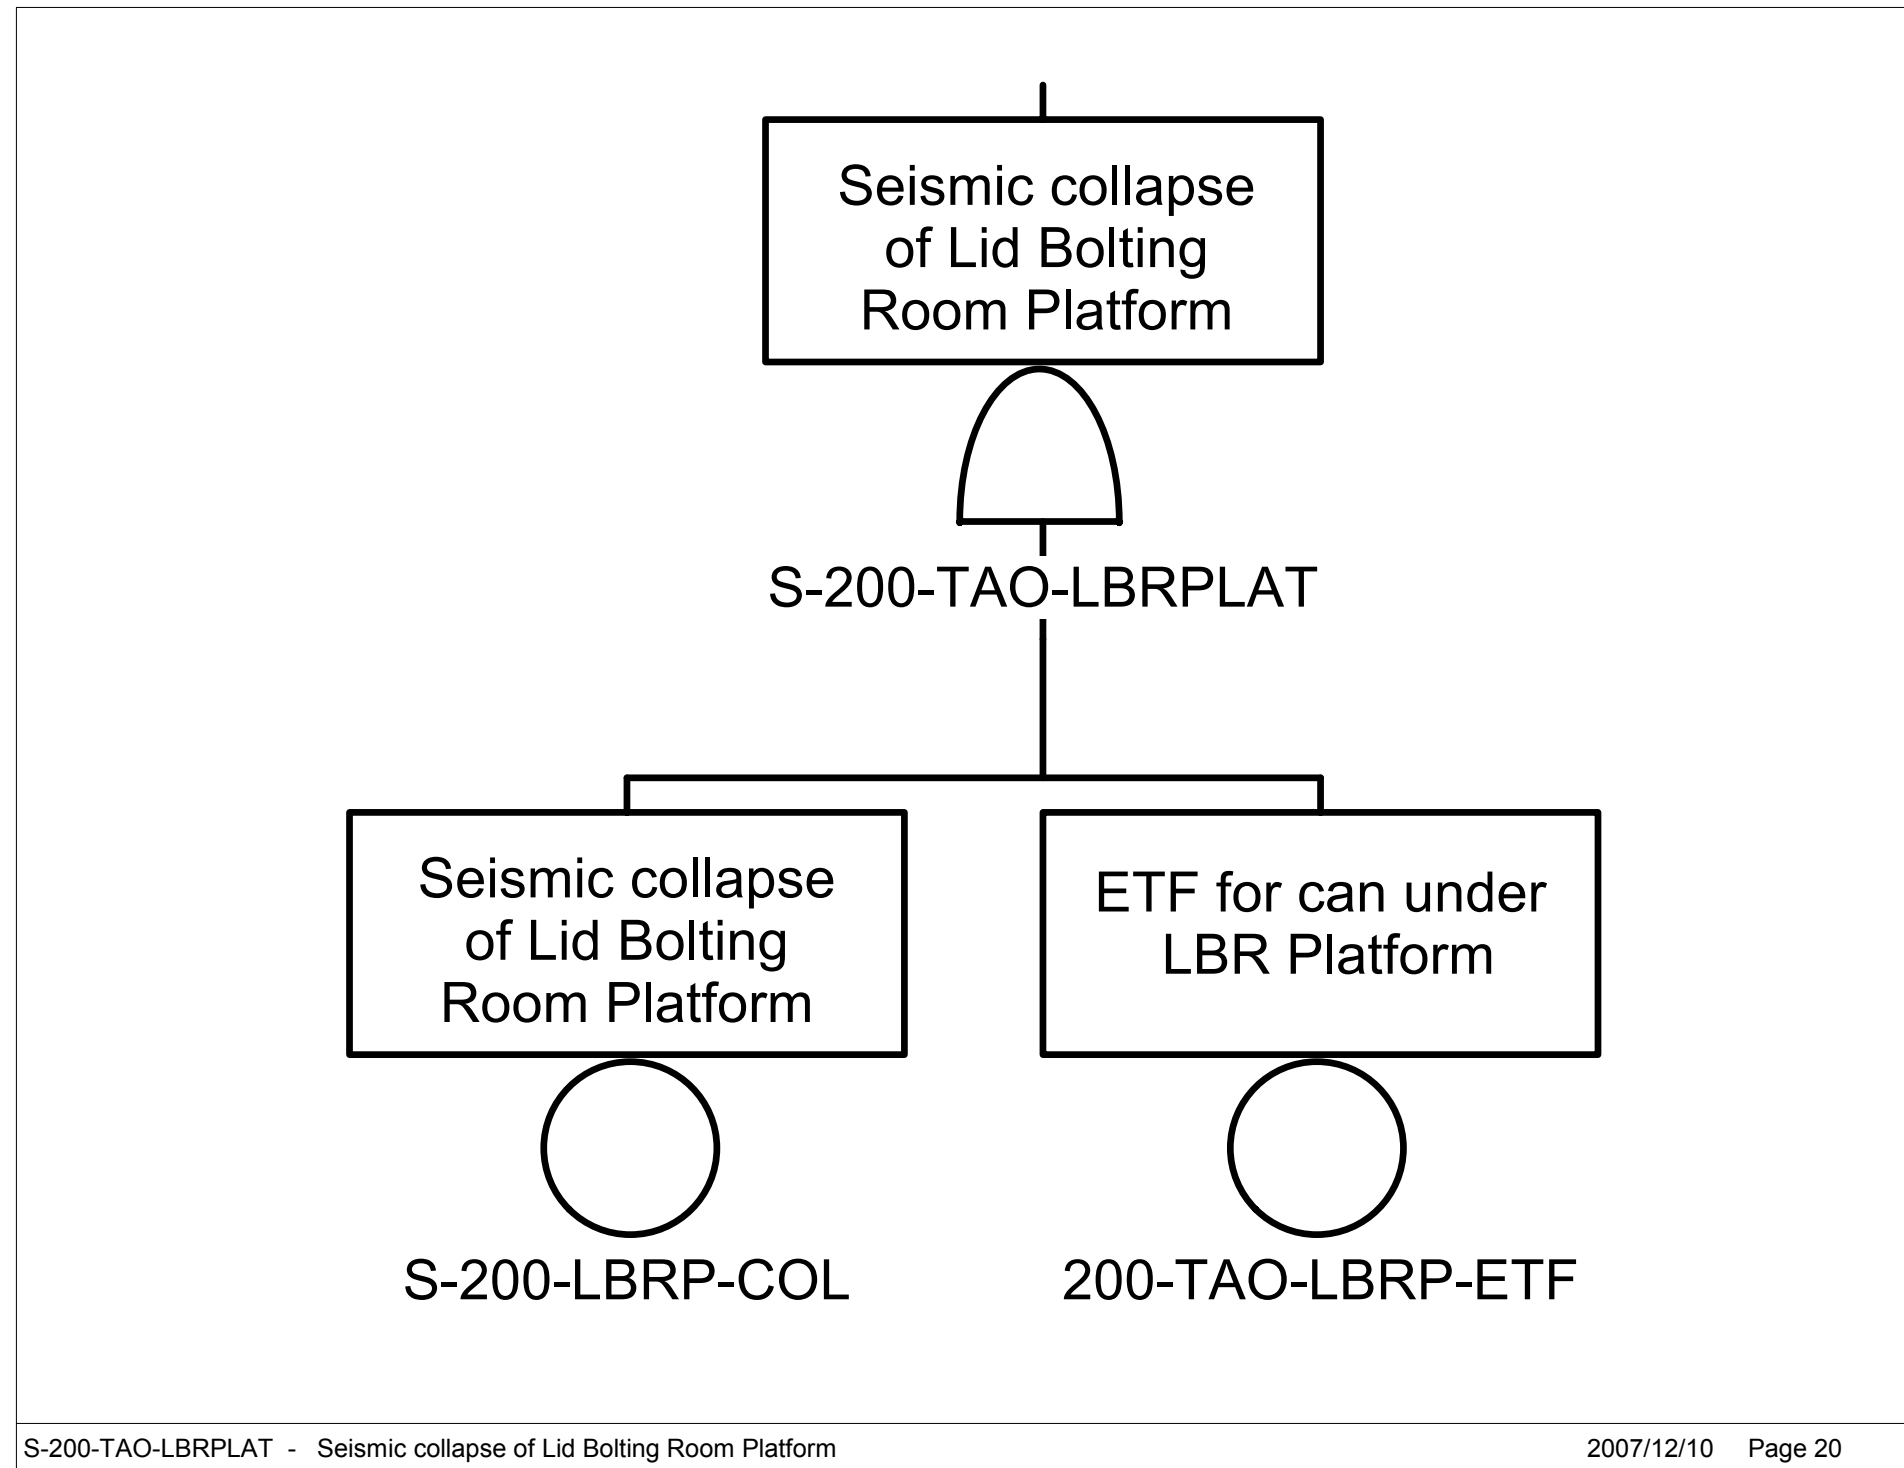 Seismic collapse
of Lid Bolting
Room Platform
S-200-TAO-LBRPLAT
Seismic collapse
of Lid Bolting
Room Platform
ETF for can under
LBR Platform
S-200-LBRP-COL
200-TAO-LBRP-ETF
S-200-TAO-LBRPLAT - Seismic collapse of Lid Bolting Room Platform
2007/12/10 Page 20